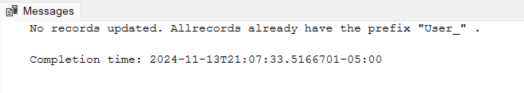 Messages
No records updated. Allrecords already have the prefix "User_" .
Completion time: 2024-11-13T21:07:33.5166701-05:00